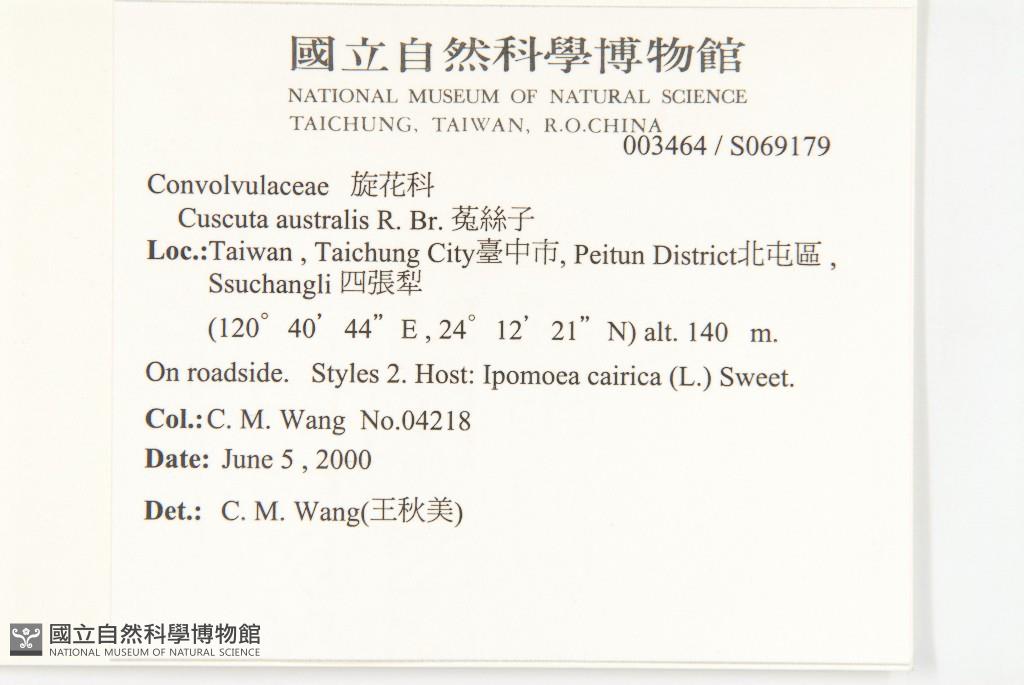 國立自然科學博物館
NATIONAL MUSEUM OF NATURAL SCIENCE
TAICHUNG, TAIWAN, R.O.CHINA
003464 / S069179
Convolvulaceae 旋花科
Cuscuta australis R. Br. 菟絲子
Loc.:Taiwan , Taichung City臺中市, Peitun District北屯區 ,
Ssuchangli 四張犁
(120° 40’ 44” E , 24° 12’ 21” N) alt. 140 m.
On roadside. Styles 2. Host: Ipomoea cairica (L.) Sweet.
Col.: C. M. Wang No.04218
Date: June 5 , 2000
Det.: C. M. Wang(王秋美)
國立自然科學博物館
NATIONAL MUSEUM OF NATURAL SCIENCE